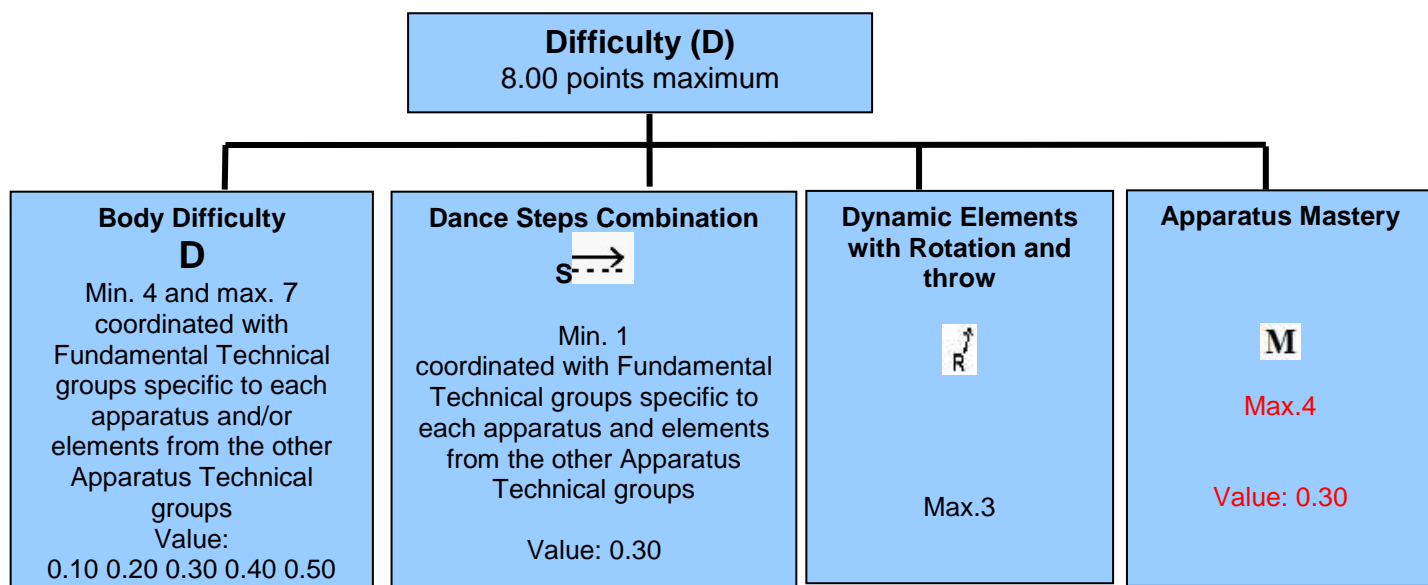 Difficulty (D)
8.00 points maximum
Body Difficulty
D
Min. 4 and max. 7
coordinated with
Fundamental Technical
groups specific to each
apparatus and/or
elements from the other
Apparatus Technical
groups
Value:
0.10 0.20 0.30 0.40 0.50
Dance Steps Combination
S
Min. 1
coordinated with Fundamental
Technical groups specific to
each apparatus and elements
from the other Apparatus
Technical groups
Value: 0.30
Dynamic Elements
with Rotation and
throw
R
Max.3
Apparatus Mastery
M
Max.4
Value: 0.30